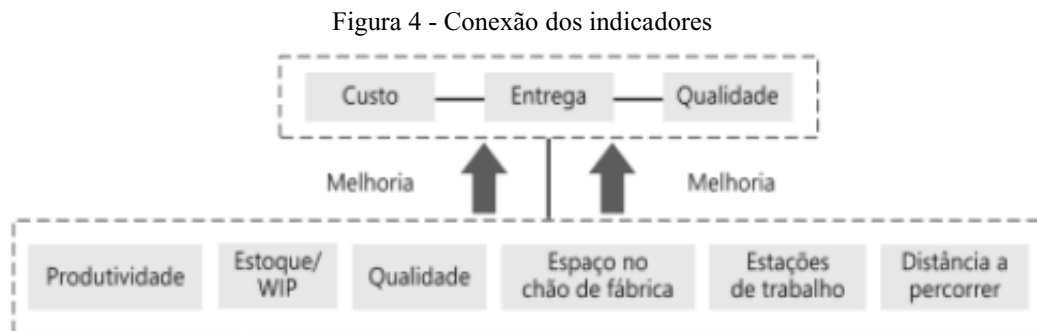 Figura 4 - Conexão dos indicadores
Custo
Entrega
Qualidade
Melhoria
Melhoria
Produtividade
Estoque/
WIP
Qualidade
Espaço no
chão de fábrica
Estações
de trabalho
Distância a
percorrer